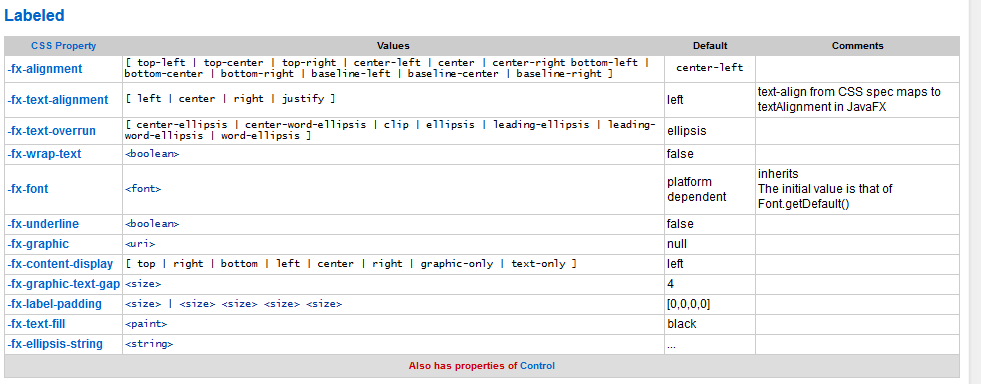 Labeled
CSS Property Values Default Comments
-fx-alignment [ top-left | top-center | top-right | center-left | center | center-right bottom-left | bottom-center | bottom-right | baseline-left | baseline-center | baseline-right ] center-left
-fx-text-alignment [ left | center | right | justify ] left text-align from CSS spec maps to textAlignment in JavaFX
-fx-text-overrun [ center-ellipsis | center-word-ellipsis | clip | ellipsis | leading-ellipsis | leading-word-ellipsis | word-ellipsis ] ellipsis
-fx-wrap-text <boolean> false
-fx-font <font> platform dependent inherits The initial value is that of Font.getDefault()
-fx-underline <boolean> false
-fx-graphic <uri> null
-fx-content-display [ top | right | bottom | left | center | right | graphic-only | text-only ] left
-fx-graphic-text-gap <size> 4
-fx-label-padding <size> | <size> <size> <size> <size> [0,0,0,0]
-fx-text-fill <paint> black
-fx-ellipsis-string <string> ...
Also has properties of Control